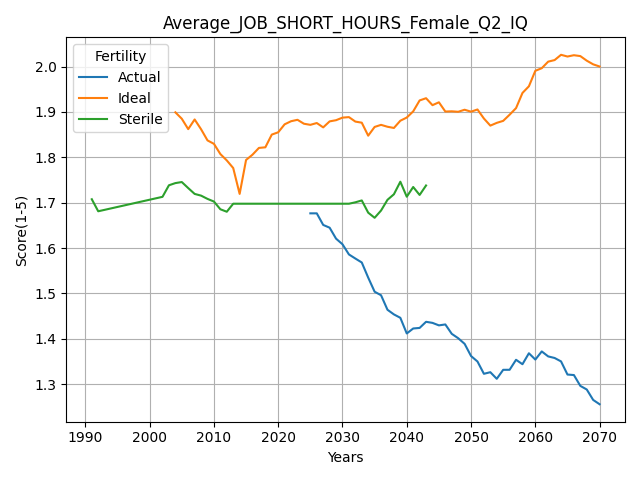 Average_JOB_SHORT_HOURS_Female_Q2_IQ
Fertility
Actual
Ideal
Sterile
Score(1-5)
2.0
1.9
1.8
1.7
1.6
1.5
1.4
1.3
1990 2000 2010 2020 2030 2040 2050 2060 2070
Years